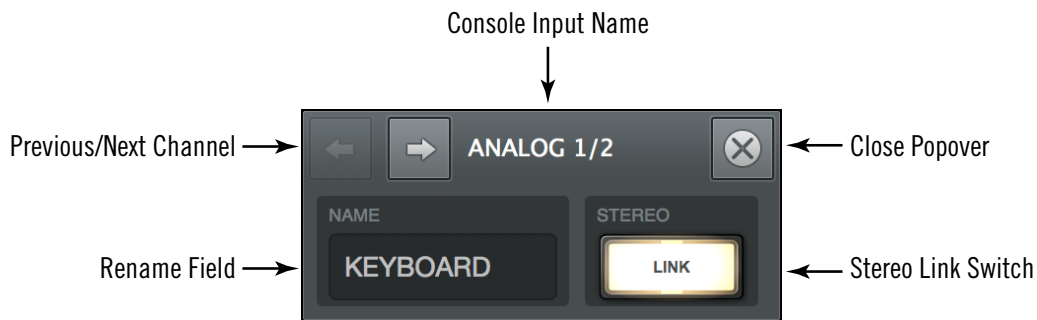 Console Input Name
Previous/Next Channel
ANALOG 1/2
Close Popover
NAME
STEREO
Rename Field
KEYBOARD
LINK
Stereo Link Switch